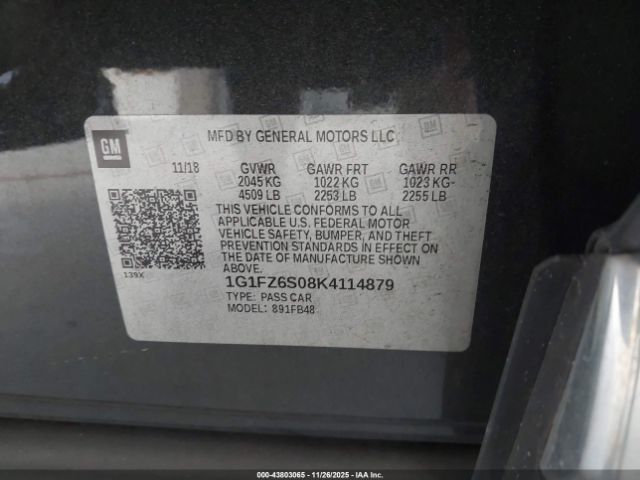 GM
MFD BY GENERAL MOTORS LLC
11/18 GVWR GAWR FRT GAWR RR
2045 KG 1022 KG 1023 KG
4509 LB 2253 LB 2255 LB
THIS VEHICLE CONFORMS TO ALL
APPLICABLE U.S. FEDERAL MOTOR
VEHICLE SAFETY, BUMPER, AND THEFT
PREVENTION STANDARDS IN EFFECT ON
THE DATE OF MANUFACTURE SHOWN
ABOVE.
139X
1G1FZ6S08K4114879
TYPE: PASS CAR
MODEL: 891FB48
000-43803065 - 11/26/2025 - IAAI.COM